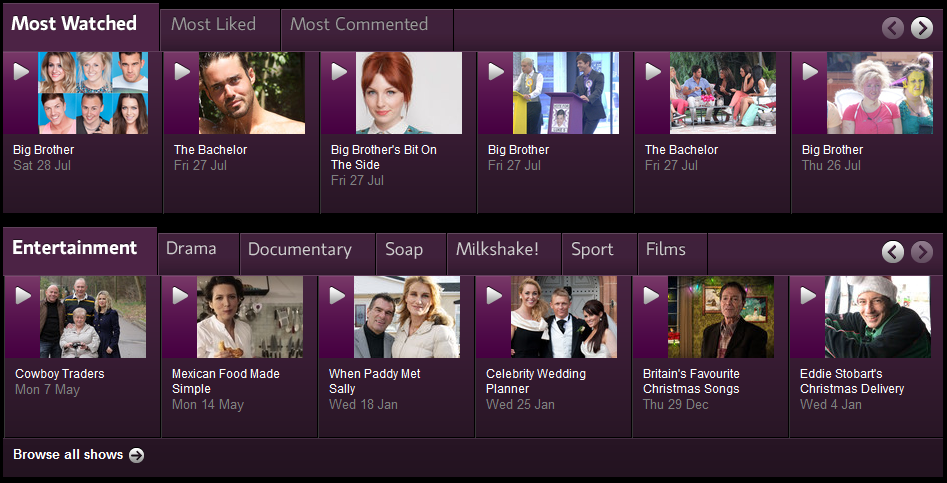 Most Watched
Most Liked
Most Commented
Big Brother
Sat 28 Jul
The Bachelor
Fri 27 Jul
Big Brother's Bit On
The Side
Fri 27 Jul
Big Brother
Fri 27 Jul
The Bachelor
Fri 27 Jul
Big Brother
Thu 26 Jul
Entertainment
Drama
Documentary
Soap
Milkshake!
Sport
Films
Cowboy Traders
Mon 7 May
Mexican Food Made
Simple
Mon 14 May
When Paddy Met
Sally
Wed 18 Jan
Celebrity Wedding
Planner
Wed 25 Jan
Britain's Favourite
Christmas Songs
Thu 29 Dec
Eddie Stobart's
Christmas Delivery
Wed 4 Jan
Browse all shows